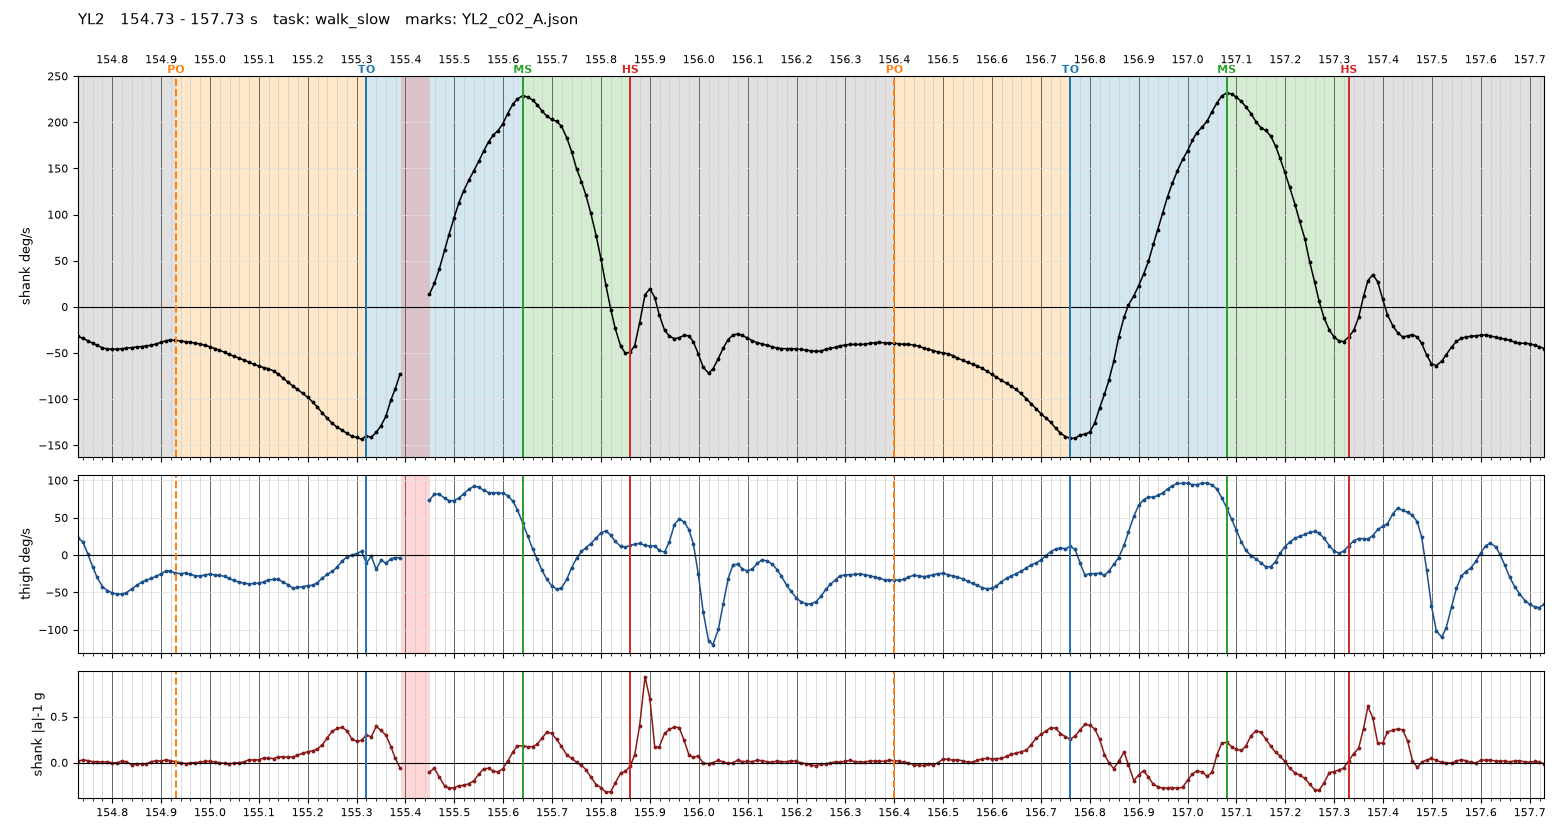 YL2   154.73 - 157.73 s   task: walk_slow   marks: YL2_c02_A.json
154.8 154.9 155.0 155.1 155.2 155.3 155.4 155.5 155.6 155.7 155.8 155.9 156.0 156.1 156.2 156.3 156.4 156.5 156.6 156.7 156.8 156.9 157.0 157.1 157.2 157.3 157.4 157.5 157.6 157.7
PO TO MS HS PO TO MS HS
250
200
150
100
50
0
−50
−100
−150
shank deg/s
100
50
0
−50
−100
thigh deg/s
0.5
0.0
shank |a|-1 g
154.8 154.9 155.0 155.1 155.2 155.3 155.4 155.5 155.6 155.7 155.8 155.9 156.0 156.1 156.2 156.3 156.4 156.5 156.6 156.7 156.8 156.9 157.0 157.1 157.2 157.3 157.4 157.5 157.6 157.7